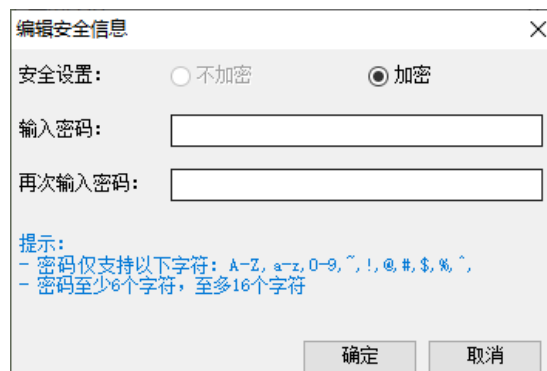 编辑安全信息
安全设置: 不加密 加密
输入密码:
再次输入密码:
提示:
- 密码仅支持以下字符: A-Z, a-z, 0-9, ~, !, @, #, $, %, ^,
- 密码至少6个字符，至多16个字符
确定 取消